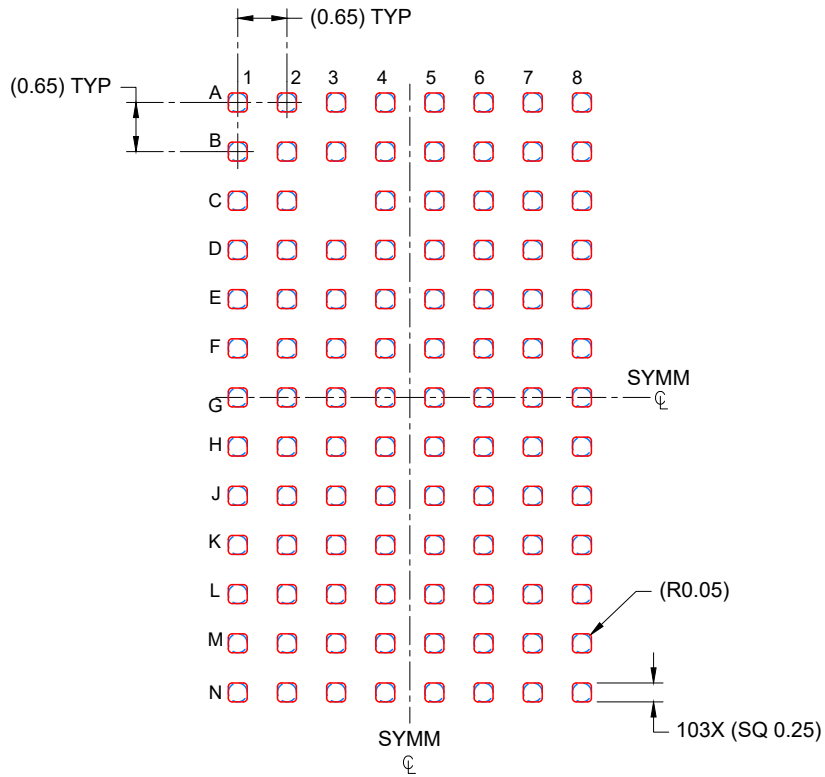 (0.65) TYP
(0.65) TYP
1 2 3 4 5 6 7 8
A
B
C
D
E
F
SYMM
℄
G
H
J
K
L
(R0.05)
M
N
103X (SQ 0.25)
SYMM
℄